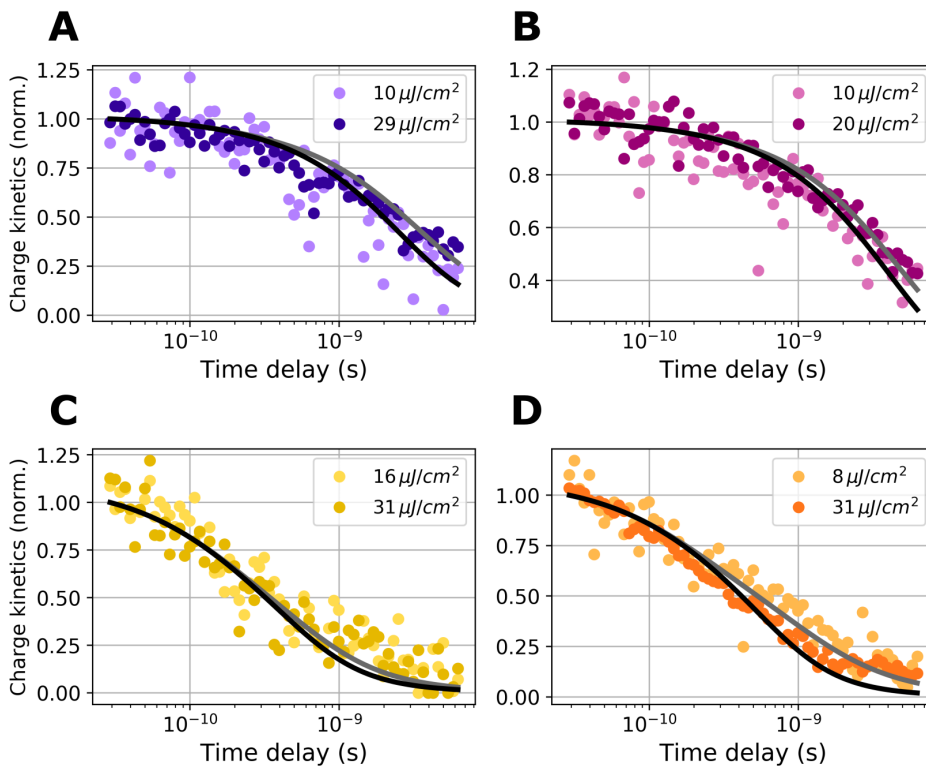 A
B
1.25
1.00
0.75
0.50
0.25
0.00
Charge kinetics (norm.)
10 μJ/cm²
29 μJ/cm²
10⁻¹⁰
10⁻⁹
Time delay (s)
1.2
1.0
0.8
0.6
0.4
10 μJ/cm²
20 μJ/cm²
10⁻¹⁰
10⁻⁹
Time delay (s)
C
D
1.25
1.00
0.75
0.50
0.25
0.00
Charge kinetics (norm.)
16 μJ/cm²
31 μJ/cm²
10⁻¹⁰
10⁻⁹
Time delay (s)
1.00
0.75
0.50
0.25
0.00
8 μJ/cm²
31 μJ/cm²
10⁻¹⁰
10⁻⁹
Time delay (s)